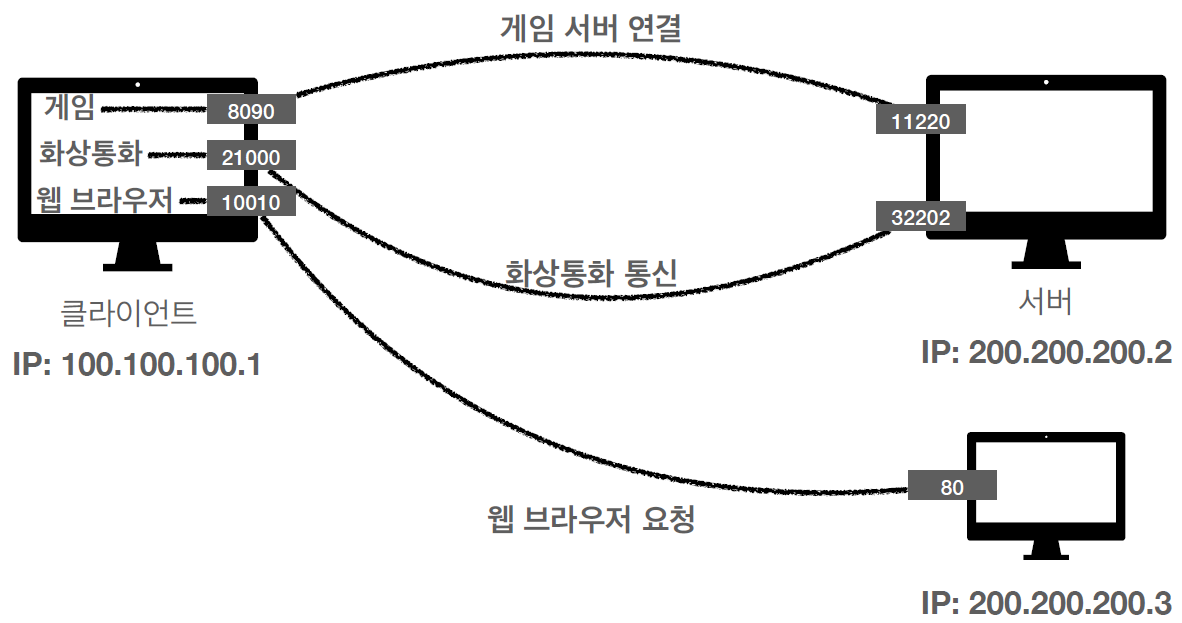 게임 서버 연결
게임
8090
11220
화상통화
21000
웹 브라우저
10010
32202
화상통화 통신
클라이언트
서버
IP: 100.100.100.1
IP: 200.200.200.2
80
웹 브라우저 요청
IP: 200.200.200.3